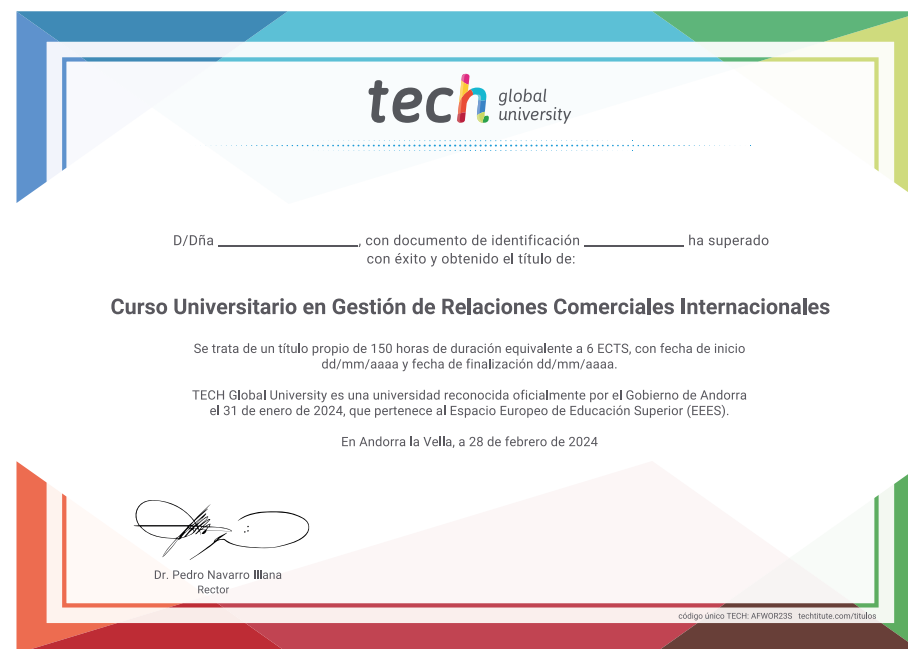 tech global university
D/Dña ____________________, con documento de identificación ______________ ha superado
con éxito y obtenido el título de:
Curso Universitario en Gestión de Relaciones Comerciales Internacionales
Se trata de un título propio de 150 horas de duración equivalente a 6 ECTS, con fecha de inicio
dd/mm/aaaa y fecha de finalización dd/mm/aaaa.
TECH Global University es una universidad reconocida oficialmente por el Gobierno de Andorra
el 31 de enero de 2024, que pertenece al Espacio Europeo de Educación Superior (EEES).
En Andorra la Vella, a 28 de febrero de 2024
Dr. Pedro Navarro Illana
Rector
código único TECH: AFWOR23S techtitute.com/titulos